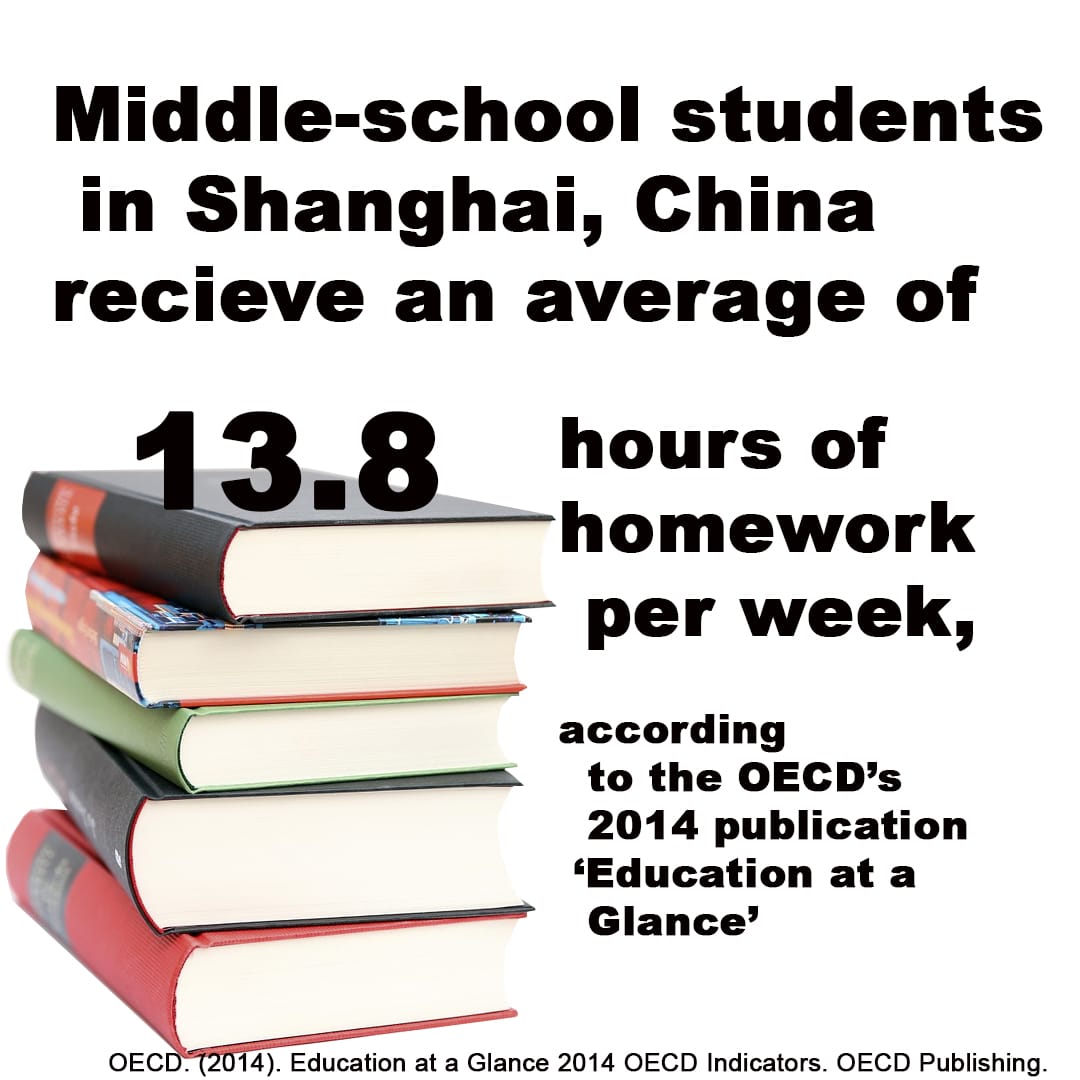 Middle-school students
in Shanghai, China
recieve an average of
13.8
hours of
homework
per week,
according
to the OECD’s
2014 publication
‘Education at a
Glance’
OECD. (2014). Education at a Glance 2014 OECD Indicators. OECD Publishing.